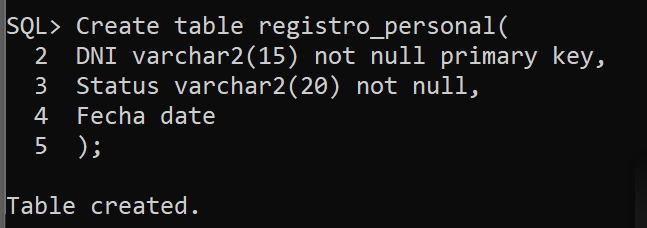 SQL> Create table registro_personal(
  2  DNI varchar2(15) not null primary key,
  3  Status varchar2(20) not null,
  4  Fecha date
  5  );
Table created.